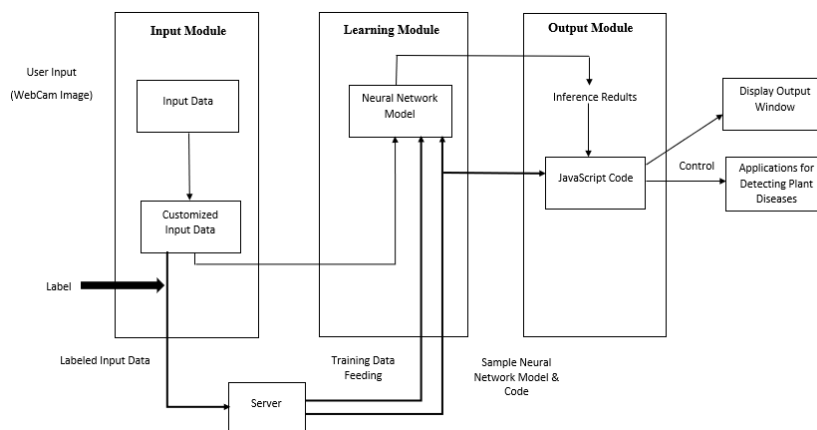 Input Module
Learning Module
Output Module
User Input
(WebCam Image)
Input Data
Neural Network
Model
Inference Redults
Display Output
Window
JavaScript Code
Control
Applications for
Detecting Plant
Diseases
Customized
Input Data
Label
Labeled Input Data
Training Data
Feeding
Sample Neural
Network Model &
Code
Server